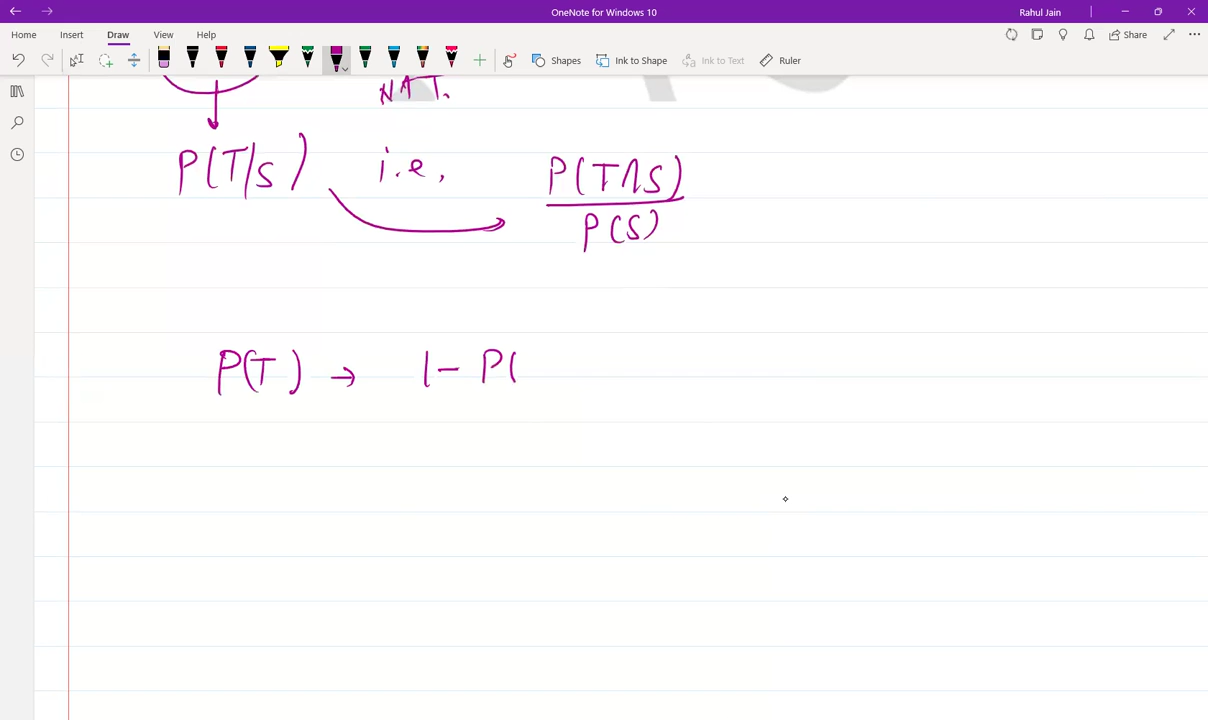 OneNote for Windows 10
Rahul Jain
Home Insert Draw View Help
Share
Shapes Ink to Shape Ink to Text Ruler
NAT.
P(T/S) i.e. P(T∩S)
P(S)
P(T) → 1- P(